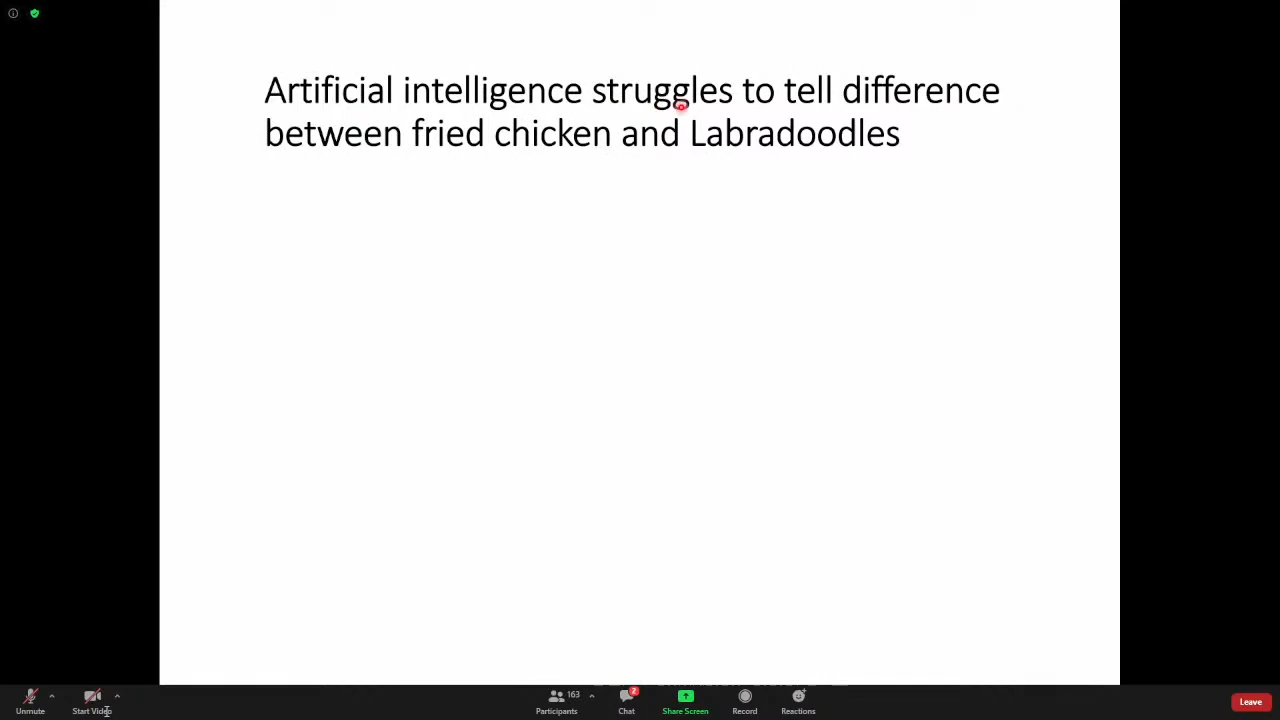 Artificial intelligence struggles to tell difference
between fried chicken and Labradoodles
Unmute
Start Video
163
Participants
2
Chat
Share Screen
Record
Reactions
Leave